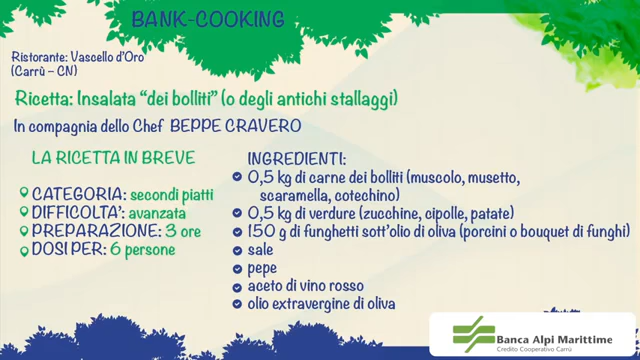 BANK-COOKING
Ristorante: Vascello d'Oro
(Carrù – CN)
Ricetta: Insalata “dei bolliti” (o degli antichi stallaggi)
In compagnia dello Chef BEPPE CRAVERO
LA RICETTA IN BREVE
CATEGORIA: secondi piatti
DIFFICOLTA': avanzata
PREPARAZIONE: 3 ore
DOSI PER: 6 persone
INGREDIENTI:
0,5 kg di carne dei bolliti (muscolo, musetto,
scaramella, cotechino)
0,5 kg di verdure (zucchine, cipolle, patate)
150 g di funghetti sott'olio di oliva (porcini o bouquet di funghi)
sale
pepe
aceto di vino rosso
olio extravergine di oliva
Banca Alpi Marittime
Credito Cooperativo Carrù